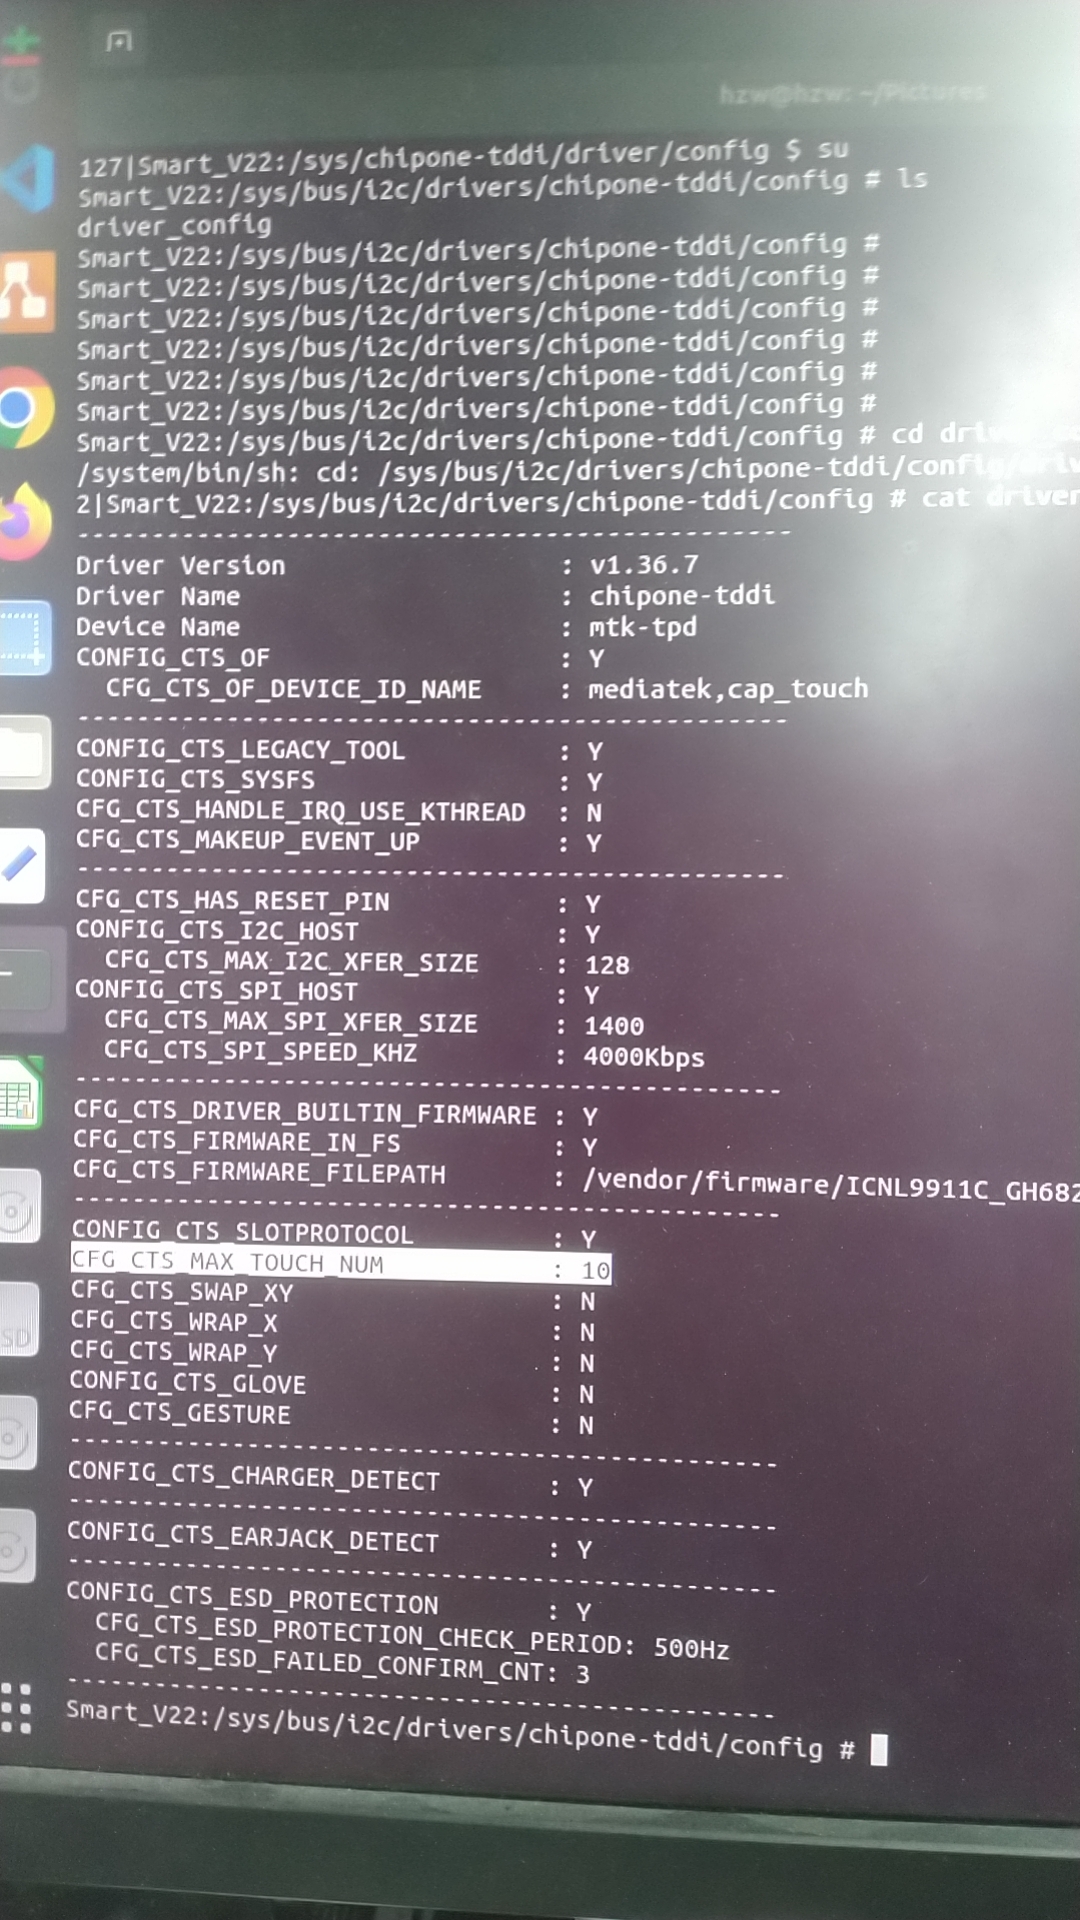 hzw@hzw: ~/Pictures
127|Smart_V22:/sys/chipone-tddi/driver/config $ su
Smart_V22:/sys/bus/i2c/drivers/chipone-tddi/config # ls
driver_config
Smart_V22:/sys/bus/i2c/drivers/chipone-tddi/config #
Smart_V22:/sys/bus/i2c/drivers/chipone-tddi/config #
Smart_V22:/sys/bus/i2c/drivers/chipone-tddi/config #
Smart_V22:/sys/bus/i2c/drivers/chipone-tddi/config #
Smart_V22:/sys/bus/i2c/drivers/chipone-tddi/config #
Smart_V22:/sys/bus/i2c/drivers/chipone-tddi/config #
Smart_V22:/sys/bus/i2c/drivers/chipone-tddi/config # cd
/system/bin/sh: cd: /sys/bus/i2c/drivers/chipone-tddi/config/driv
2|Smart_V22:/sys/bus/i2c/drivers/chipone-tddi/config # cat driver
------------------------------------------------
Driver Version : v1.36.7
Driver Name : chipone-tddi
Device Name : mtk-tpd
CONFIG_CTS_OF : Y
CFG_CTS_OF_DEVICE_ID_NAME : mediatek,cap_touch
------------------------------------------------
CONFIG_CTS_LEGACY_TOOL : Y
CONFIG_CTS_SYSFS : Y
CFG_CTS_HANDLE_IRQ_USE_KTHREAD : N
CFG_CTS_MAKEUP_EVENT_UP : Y
------------------------------------------------
CFG_CTS_HAS_RESET_PIN : Y
CONFIG_CTS_I2C_HOST : Y
CFG_CTS_MAX_I2C_XFER_SIZE : 128
CONFIG_CTS_SPI_HOST : Y
CFG_CTS_MAX_SPI_XFER_SIZE : 1400
CFG_CTS_SPI_SPEED_KHZ : 4000Kbps
------------------------------------------------
CFG_CTS_DRIVER_BUILTIN_FIRMWARE : Y
CFG_CTS_FIRMWARE_IN_FS : Y
CFG_CTS_FIRMWARE_FILEPATH : /vendor/firmware/ICNL9911C_GH682
------------------------------------------------
CONFIG_CTS_SLOTPROTOCOL : Y
CFG_CTS_MAX_TOUCH_NUM : 10
CFG_CTS_SWAP_XY : N
CFG_CTS_WRAP_X : N
CFG_CTS_WRAP_Y : N
CONFIG_CTS_GLOVE : N
CFG_CTS_GESTURE : N
------------------------------------------------
CONFIG_CTS_CHARGER_DETECT : Y
------------------------------------------------
CONFIG_CTS_EARJACK_DETECT : Y
------------------------------------------------
CONFIG_CTS_ESD_PROTECTION : Y
CFG_CTS_ESD_PROTECTION_CHECK_PERIOD: 500Hz
CFG_CTS_ESD_FAILED_CONFIRM_CNT: 3
------------------------------------------------
Smart_V22:/sys/bus/i2c/drivers/chipone-tddi/config #